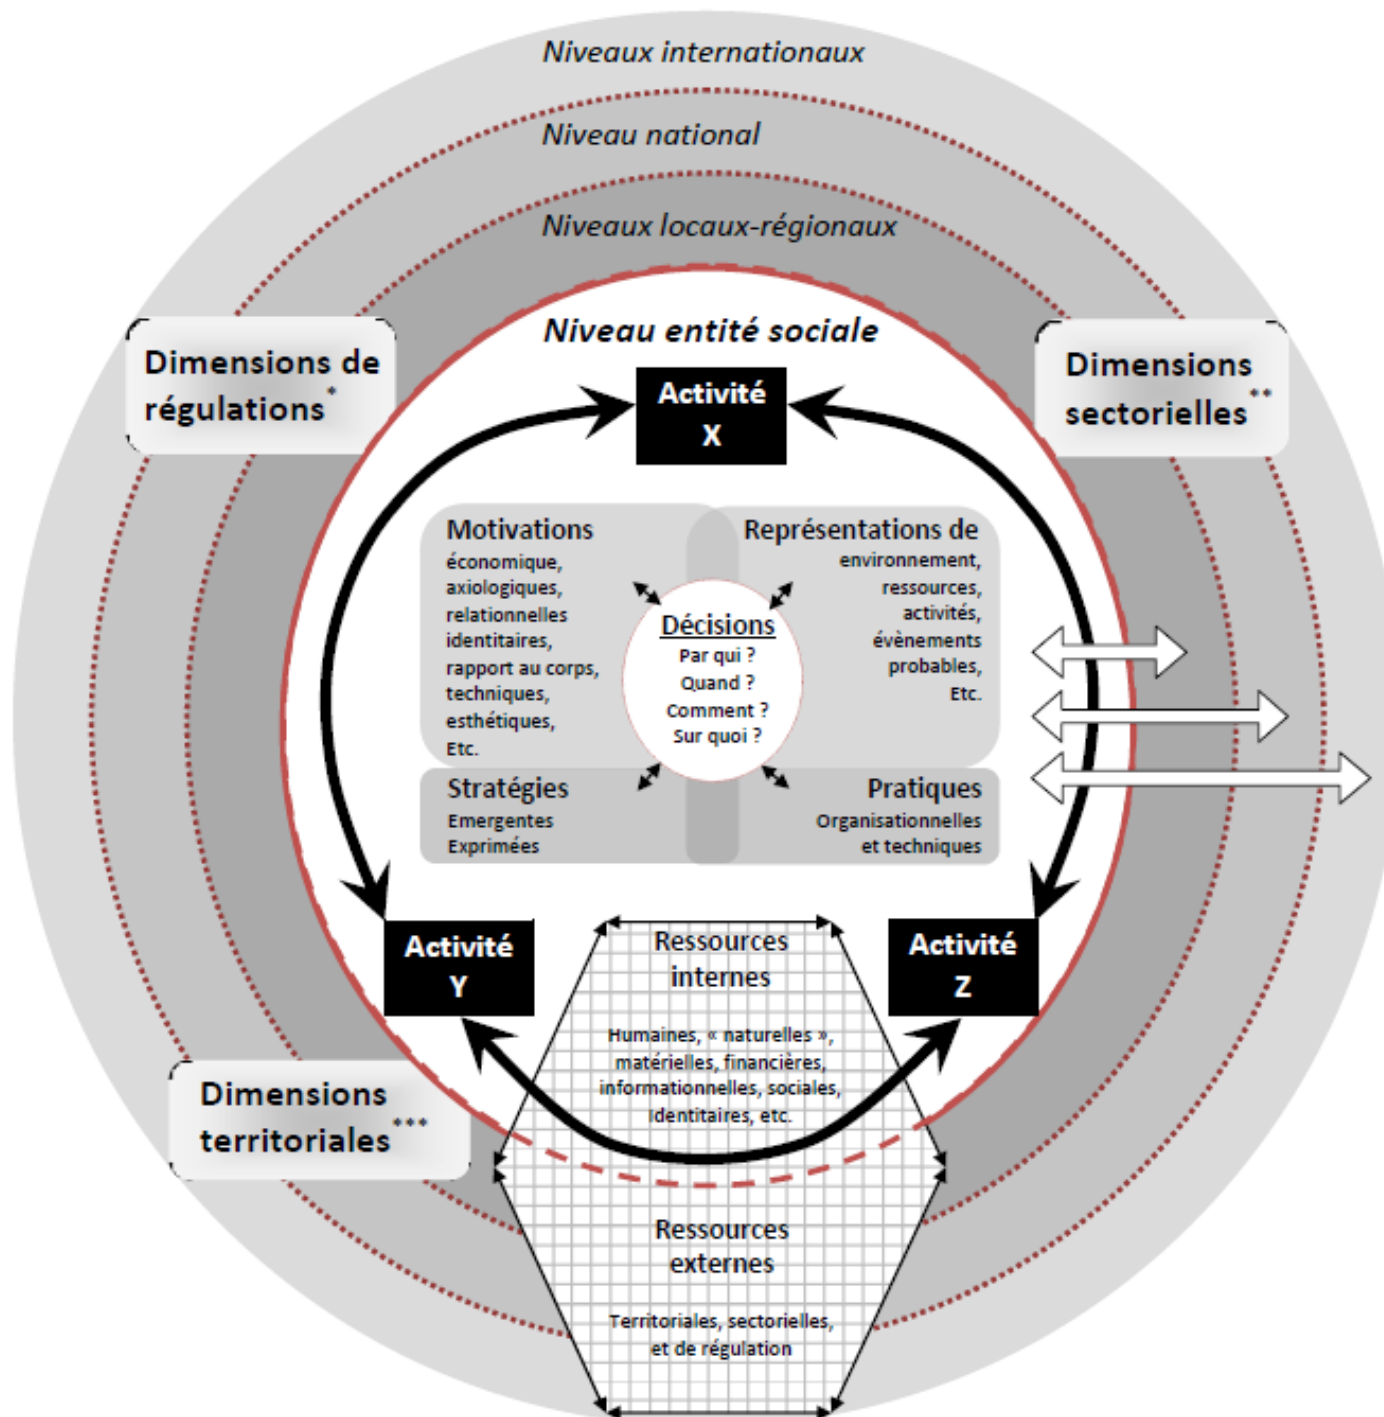 Niveaux internationaux
Niveau national
Niveaux locaux-régionaux
Niveau entité sociale
Dimensions de
régulations*
Dimensions
sectorielles**
Activité
X
Motivations
économique,
axiologiques,
relationnelles
identitaires,
rapport au corps,
techniques,
esthétiques,
Etc.
Représentations de
environnement,
ressources,
activités,
évènements
probables,
Etc.
Décisions
Par qui ?
Quand ?
Comment ?
Sur quoi ?
Stratégies
Emergentes
Exprimées
Pratiques
Organisationnelles
et techniques
Activité
Y
Activité
Z
Ressources
internes
Humaines, « naturelles »,
matérielles, financières,
informationnelles, sociales,
Identitaires, etc.
Dimensions
territoriales***
Ressources
externes
Territoriales, sectorielles,
et de régulation